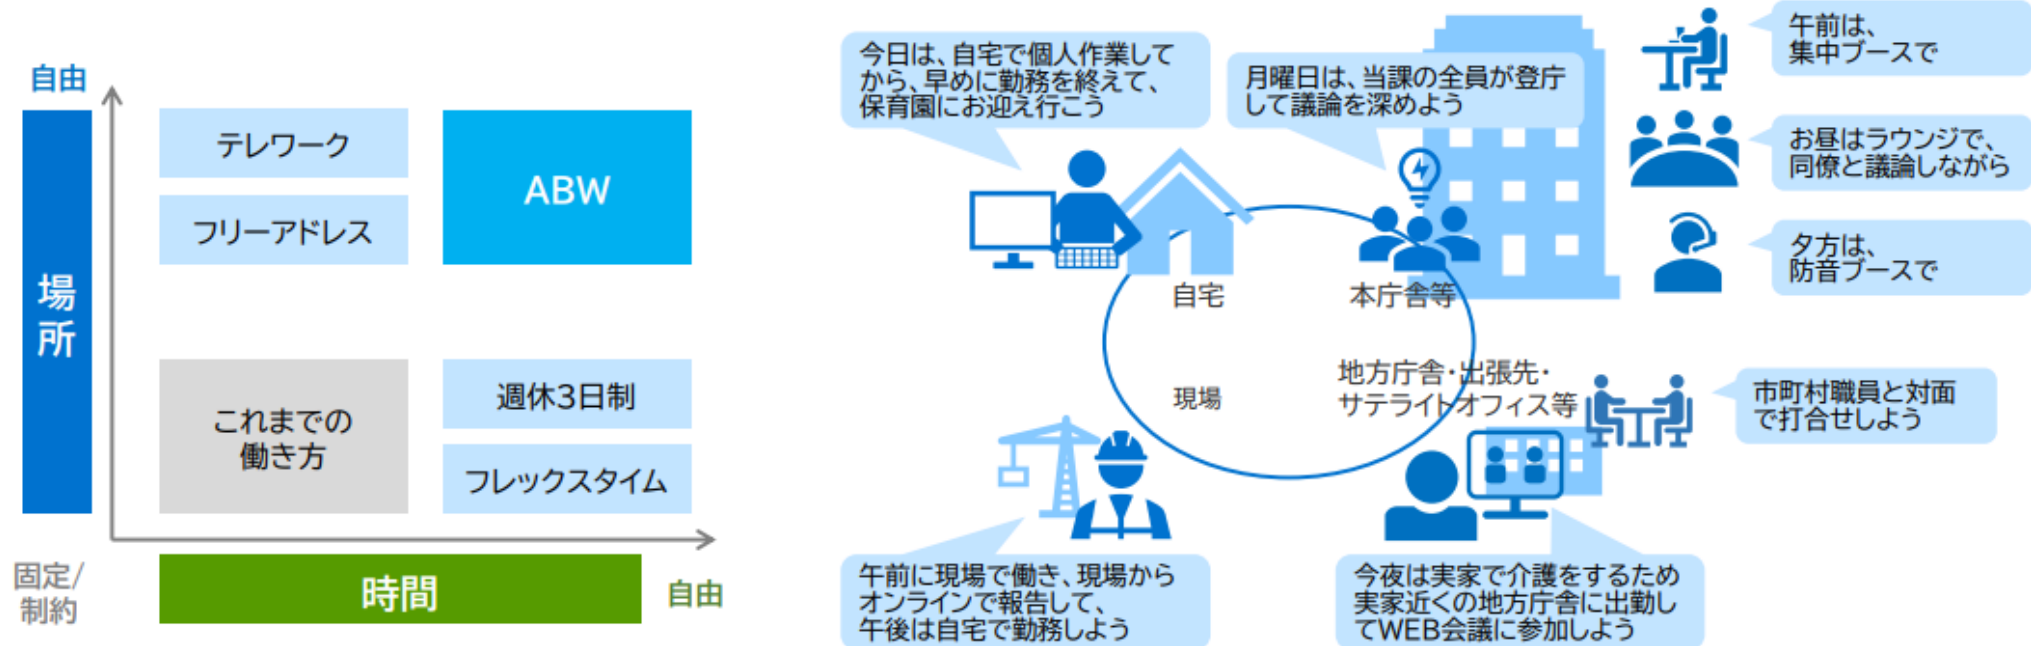 自由
場所
テレワーク
フリーアドレス
ABW
これまでの
働き方
週休3日制
フレックスタイム
固定/
制約
時間
自由
今日は、自宅で個人作業して
から、早めに勤務を終えて、
保育園にお迎え行こう
月曜日は、当課の全員が登庁
して議論を深めよう
午前は、
集中ブースで
お昼はラウンジで、
同僚と議論しながら
夕方は、
防音ブースで
自宅
本庁舎等
現場
地方庁舎・出張先・
サテライトオフィス等
市町村職員と対面
で打合せしよう
午前に現場で働き、現場から
オンラインで報告して、
午後は自宅で勤務しよう
今夜は実家で介護をするため
実家近くの地方庁舎に出勤し
てWEB会議に参加しよう